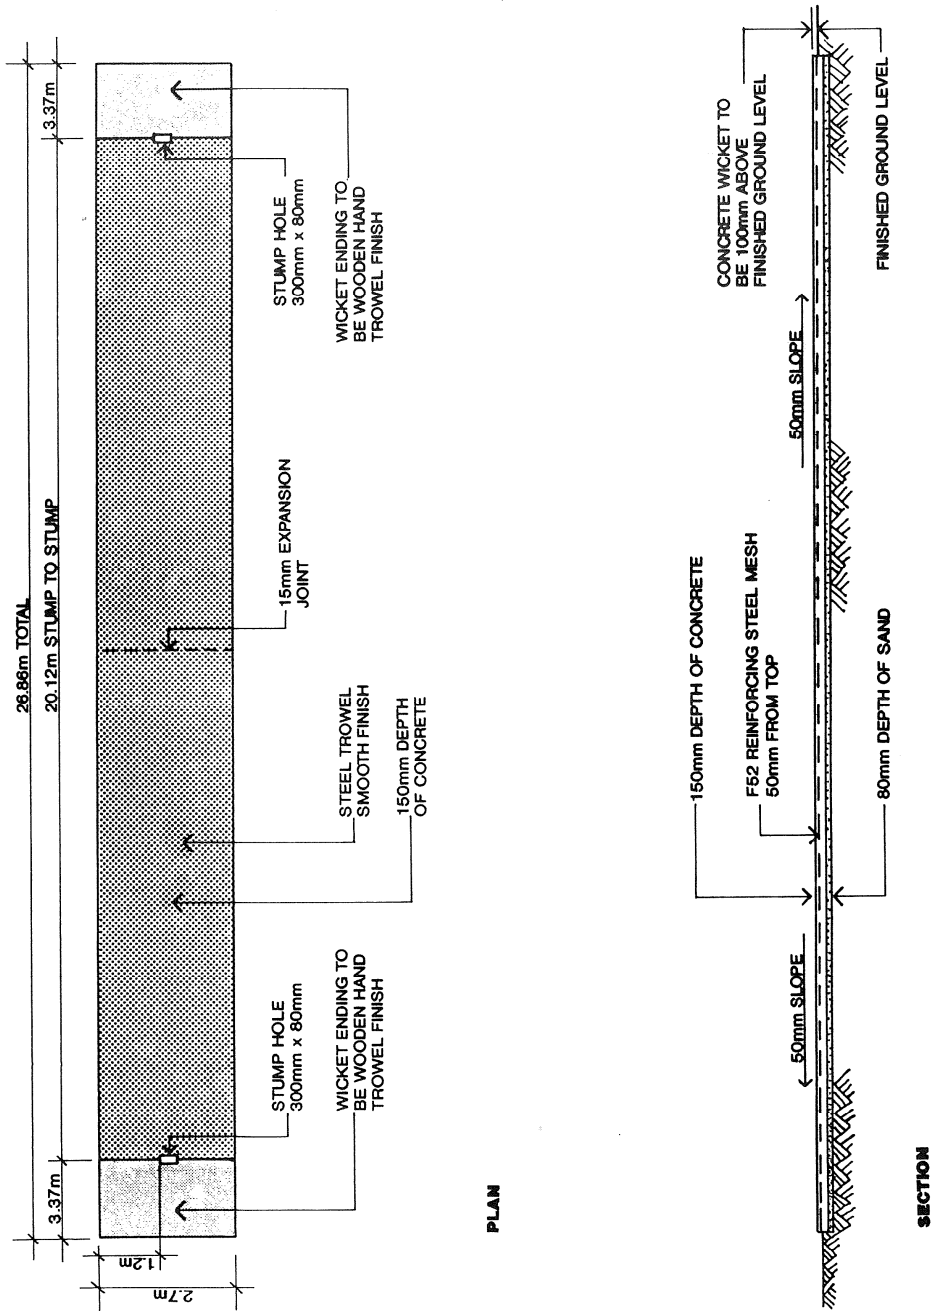 26.86m TOTAL
20.12m STUMP TO STUMP
3.37m
3.37m
1.2m
2.7m
STUMP HOLE
300mm x 80mm
WICKET ENDING TO
BE WOODEN HAND
TROWEL FINISH
STEEL TROWEL
SMOOTH FINISH
150mm DEPTH
OF CONCRETE
15mm EXPANSION
JOINT
STUMP HOLE
300mm x 80mm
WICKET ENDING TO
BE WOODEN HAND
TROWEL FINISH
PLAN
150mm DEPTH OF CONCRETE
F52 REINFORCING STEEL MESH
50mm FROM TOP
CONCRETE WICKET TO
BE 100mm ABOVE
FINISHED GROUND LEVEL
50mm SLOPE
50mm SLOPE
80mm DEPTH OF SAND
FINISHED GROUND LEVEL
SECTION